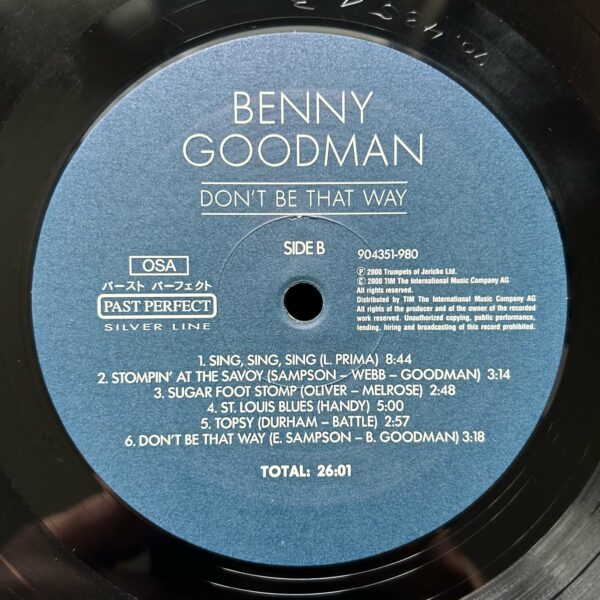 BENNY
GOODMAN
DON'T BE THAT WAY
SIDE B
904351-980
OSA
パースト パーフェクト
PAST PERFECT
SILVER LINE
Ⓟ 2000 Trumpets of Jericho Ltd.
© 2000 TIM The International Music Company AG
All rights reserved.
Distributed by TIM The International Music Company AG
All rights of the producer and of the owner of the recorded
work reserved. Unauthorized copying, public performance,
lending, hiring and broadcasting of this record prohibited.
1. SING, SING, SING (L. PRIMA) 8:44
2. STOMPIN' AT THE SAVOY (SAMPSON – WEBB – GOODMAN) 3:14
3. SUGAR FOOT STOMP (OLIVER – MELROSE) 2:48
4. ST. LOUIS BLUES (HANDY) 5:00
5. TOPSY (DURHAM – BATTLE) 2:57
6. DON'T BE THAT WAY (E. SAMPSON – B. GOODMAN) 3:18
TOTAL: 26:01